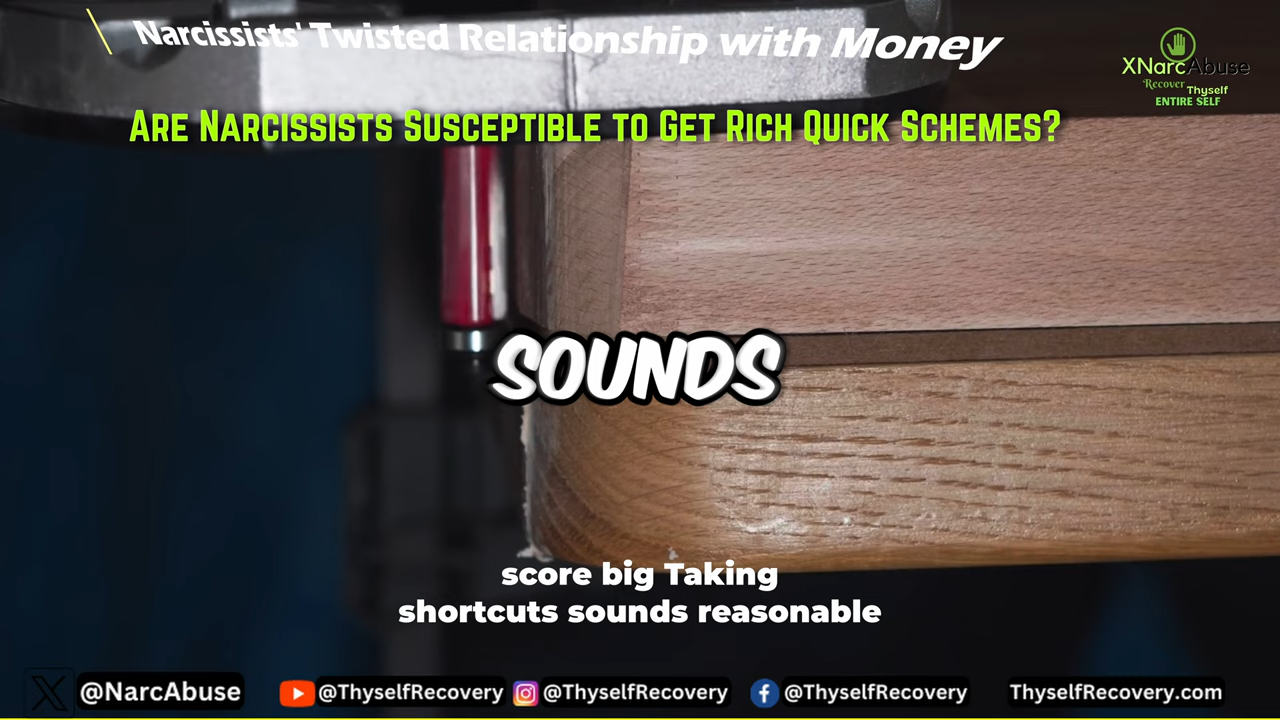 Narcissists' Twisted Relationship with Money
XNarcAbuse
Recover Thyself
ENTIRE SELF
Are Narcissists Susceptible to Get Rich Quick Schemes?
SOUNDS
score big Taking
shortcuts sounds reasonable
@NarcAbuse
@ThyselfRecovery
@ThyselfRecovery
@ThyselfRecovery
ThyselfRecovery.com